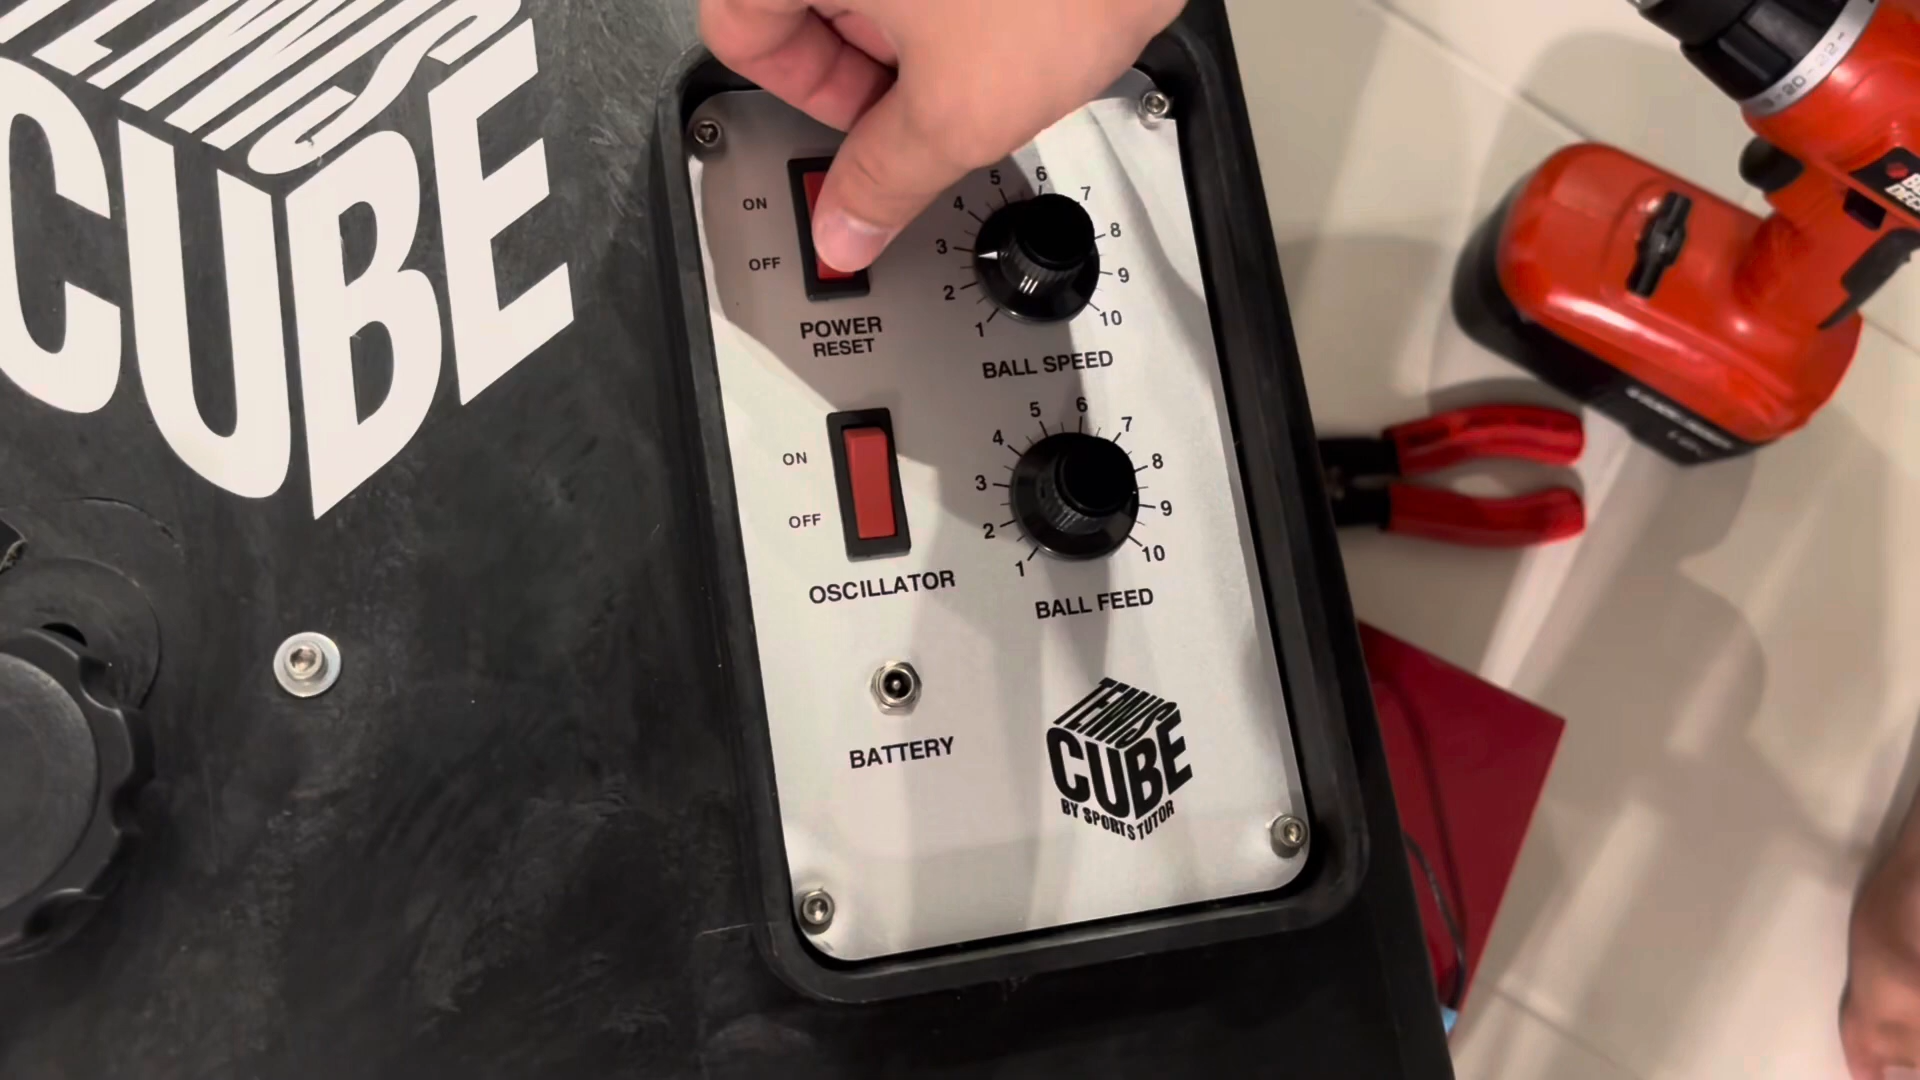 TENNIS
CUBE
ON
OFF
POWER
RESET
1
2
3
4
5
6
7
8
9
10
BALL SPEED
ON
OFF
OSCILLATOR
1
2
3
4
5
6
7
8
9
10
BALL FEED
BATTERY
TENNIS
CUBE
BY SPORTS TUTOR